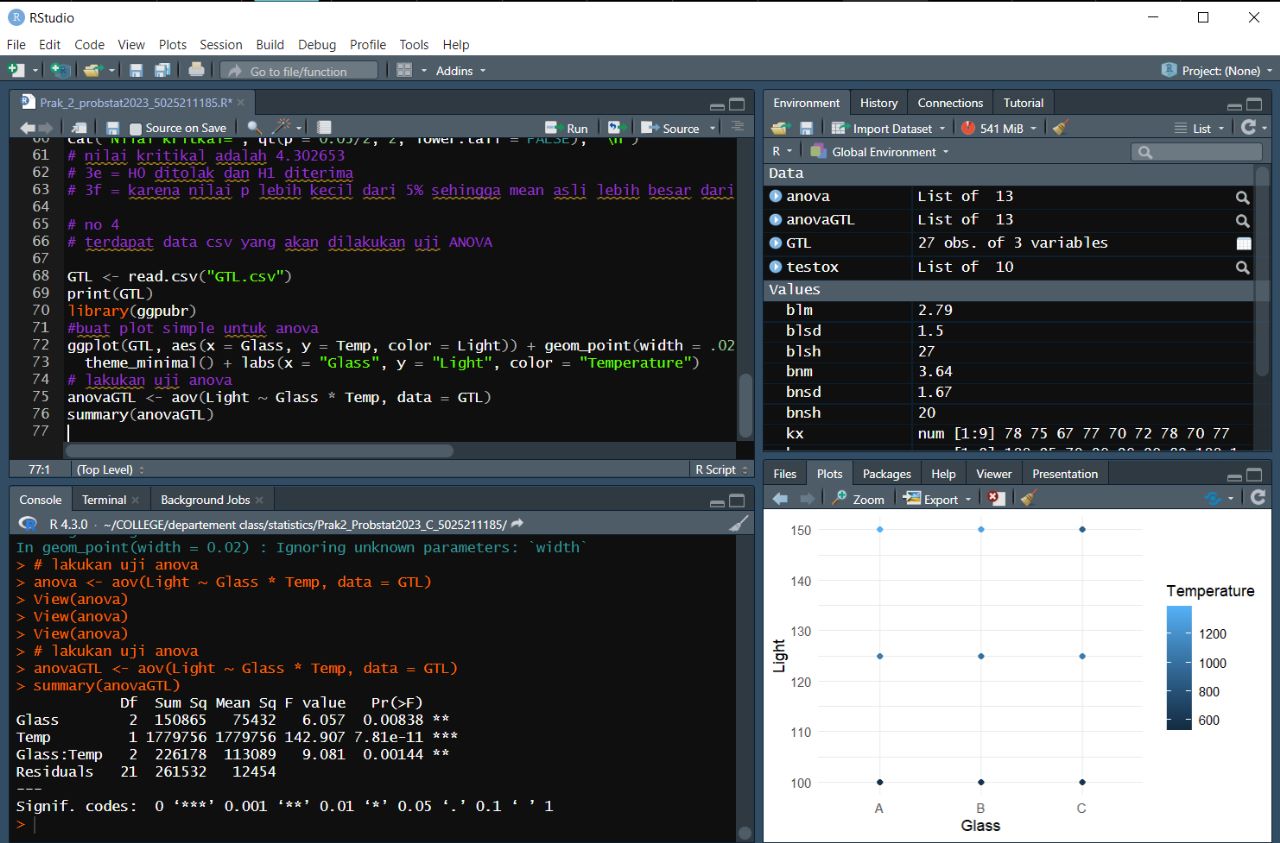 RStudio
File Edit Code View Plots Session Build Debug Profile Tools Help
Go to file/function Addins Project: (None)
Prak_2_probstat2023_5025211185.R*
Source on Save Run Source
61 # nilai kritikal adalah 4.302653
62 # 3e = H0 ditolak dan H1 diterima
63 # 3f = karena nilai p lebih kecil dari 5% sehingga mean asli lebih besar dari
64
65 # no 4
66 # terdapat data csv yang akan dilakukan uji ANOVA
67
68 GTL <- read.csv("GTL.csv")
69 print(GTL)
70 library(ggpubr)
71 #buat plot simple untuk anova
72 ggplot(GTL, aes(x = Glass, y = Temp, color = Light)) + geom_point(width = .02
73 theme_minimal() + labs(x = "Glass", y = "Light", color = "Temperature")
74 # lakukan uji anova
75 anovaGTL <- aov(Light ~ Glass * Temp, data = GTL)
76 summary(anovaGTL)
77
77:1 (Top Level) R Script
Console Terminal Background Jobs
R 4.3.0 · ~/COLLEGE/departement class/statistics/Prak2_Probstat2023_C_5025211185/
In geom_point(width = 0.02) : Ignoring unknown parameters: `width`
> # lakukan uji anova
> anova <- aov(Light ~ Glass * Temp, data = GTL)
> View(anova)
> View(anova)
> View(anova)
> # lakukan uji anova
> anovaGTL <- aov(Light ~ Glass * Temp, data = GTL)
> summary(anovaGTL)
Df Sum Sq Mean Sq F value Pr(>F)
Glass 2 150865 75432 6.057 0.00838 **
Temp 1 1779756 1779756 142.907 7.81e-11 ***
Glass:Temp 2 226178 113089 9.081 0.00144 **
Residuals 21 261532 12454
---
Signif. codes: 0 ‘***’ 0.001 ‘**’ 0.01 ‘*’ 0.05 ‘.’ 0.1 ‘ ’ 1
>
Environment History Connections Tutorial
Import Dataset 541 MiB List
R Global Environment
Data
anova List of 13
anovaGTL List of 13
GTL 27 obs. of 3 variables
testox List of 10
Values
blm 2.79
blsd 1.5
blsh 27
bnm 3.64
bnsd 1.67
bnsh 20
kx num [1:9] 78 75 67 77 70 72 78 70 77
Files Plots Packages Help Viewer Presentation
Zoom Export
150
140
130
120
110
100
Light
A B C
Glass
Temperature
1200
1000
800
600